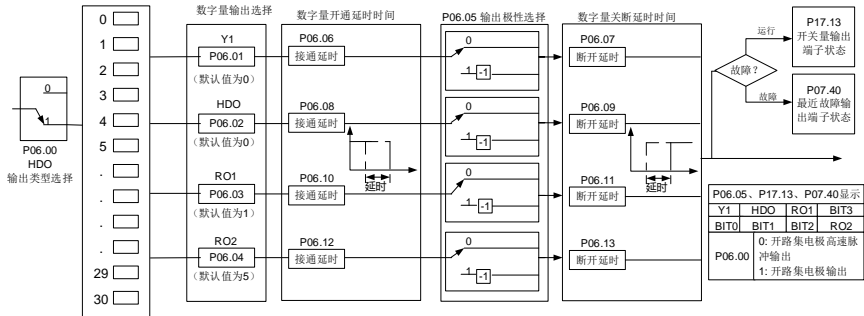 0
1
P06.00
HDO
输出类型选择
0
1
2
3
4
5
.
.
.
.
29
30
数字量输出选择
Y1
P06.01
（默认值为0）
HDO
P06.02
（默认值为0）
RO1
P06.03
（默认值为1）
RO2
P06.04
（默认值为5）
数字量开通延时时间
P06.06
接通延时
P06.08
接通延时
延时
P06.10
接通延时
P06.12
接通延时
P06.05 输出极性选择
0
1 -1
0
1 -1
0
1 -1
0
1 -1
数字量关断延时时间
P06.07
断开延时
P06.09
断开延时
延时
P06.11
断开延时
P06.13
断开延时
故障？
运行
故障
P17.13
开关量输出
端子状态
P07.40
最近故障输
出端子状态
P06.05、P17.13、P07.40显示
Y1 HDO RO1 BIT3
BIT0 BIT1 BIT2 RO2
P06.00
0: 开路集电极高速脉
冲输出
1: 开路集电极输出